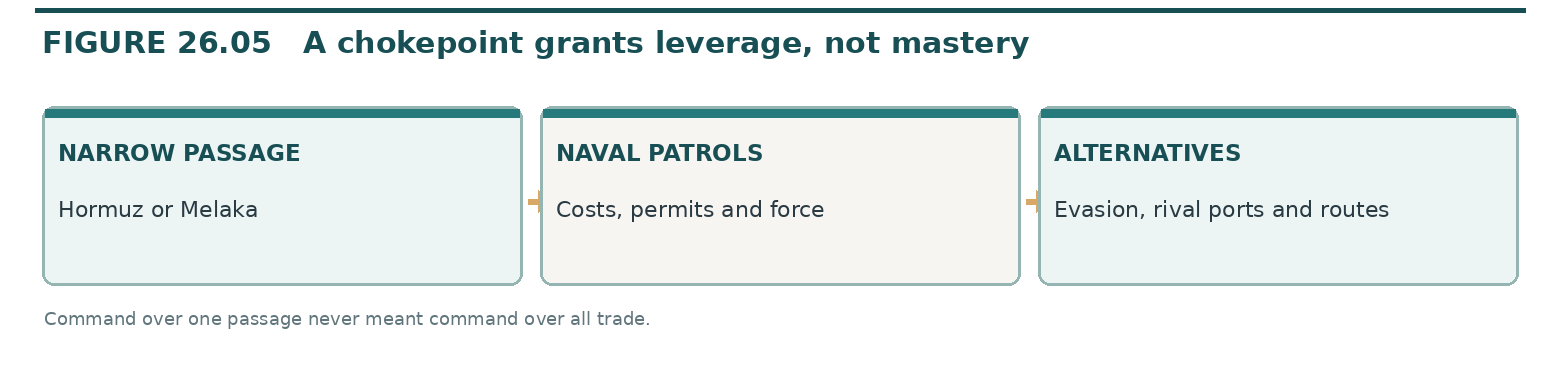 FIGURE 26.05 A chokepoint grants leverage, not mastery
NARROW PASSAGE
Hormuz or Melaka
NAVAL PATROLS
Costs, permits and force
ALTERNATIVES
Evasion, rival ports and routes
Command over one passage never meant command over all trade.